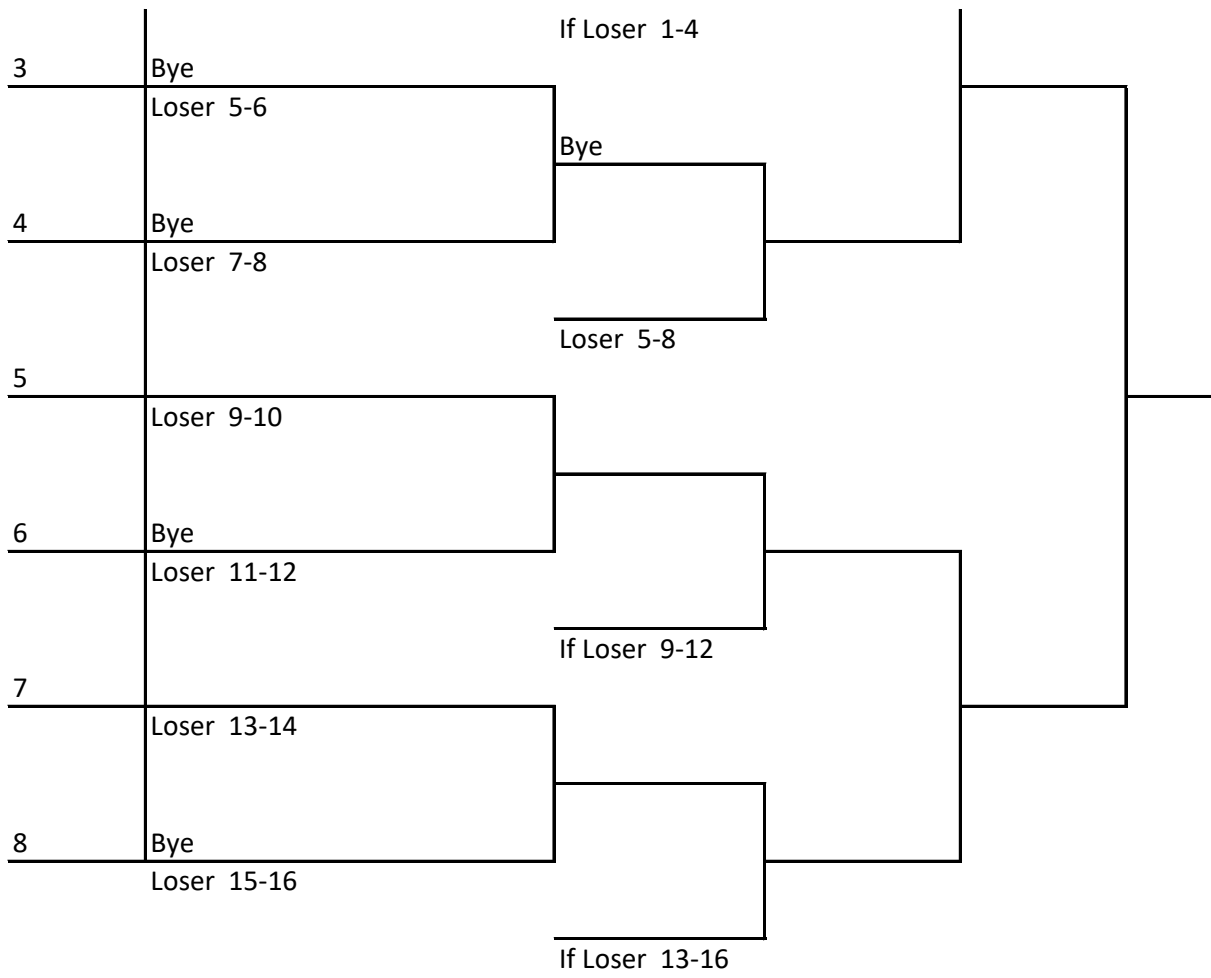 If Loser 1-4
3 Bye
Loser 5-6
Bye
4 Bye
Loser 7-8
Loser 5-8
5
Loser 9-10
6 Bye
Loser 11-12
If Loser 9-12
7
Loser 13-14
8 Bye
Loser 15-16
If Loser 13-16